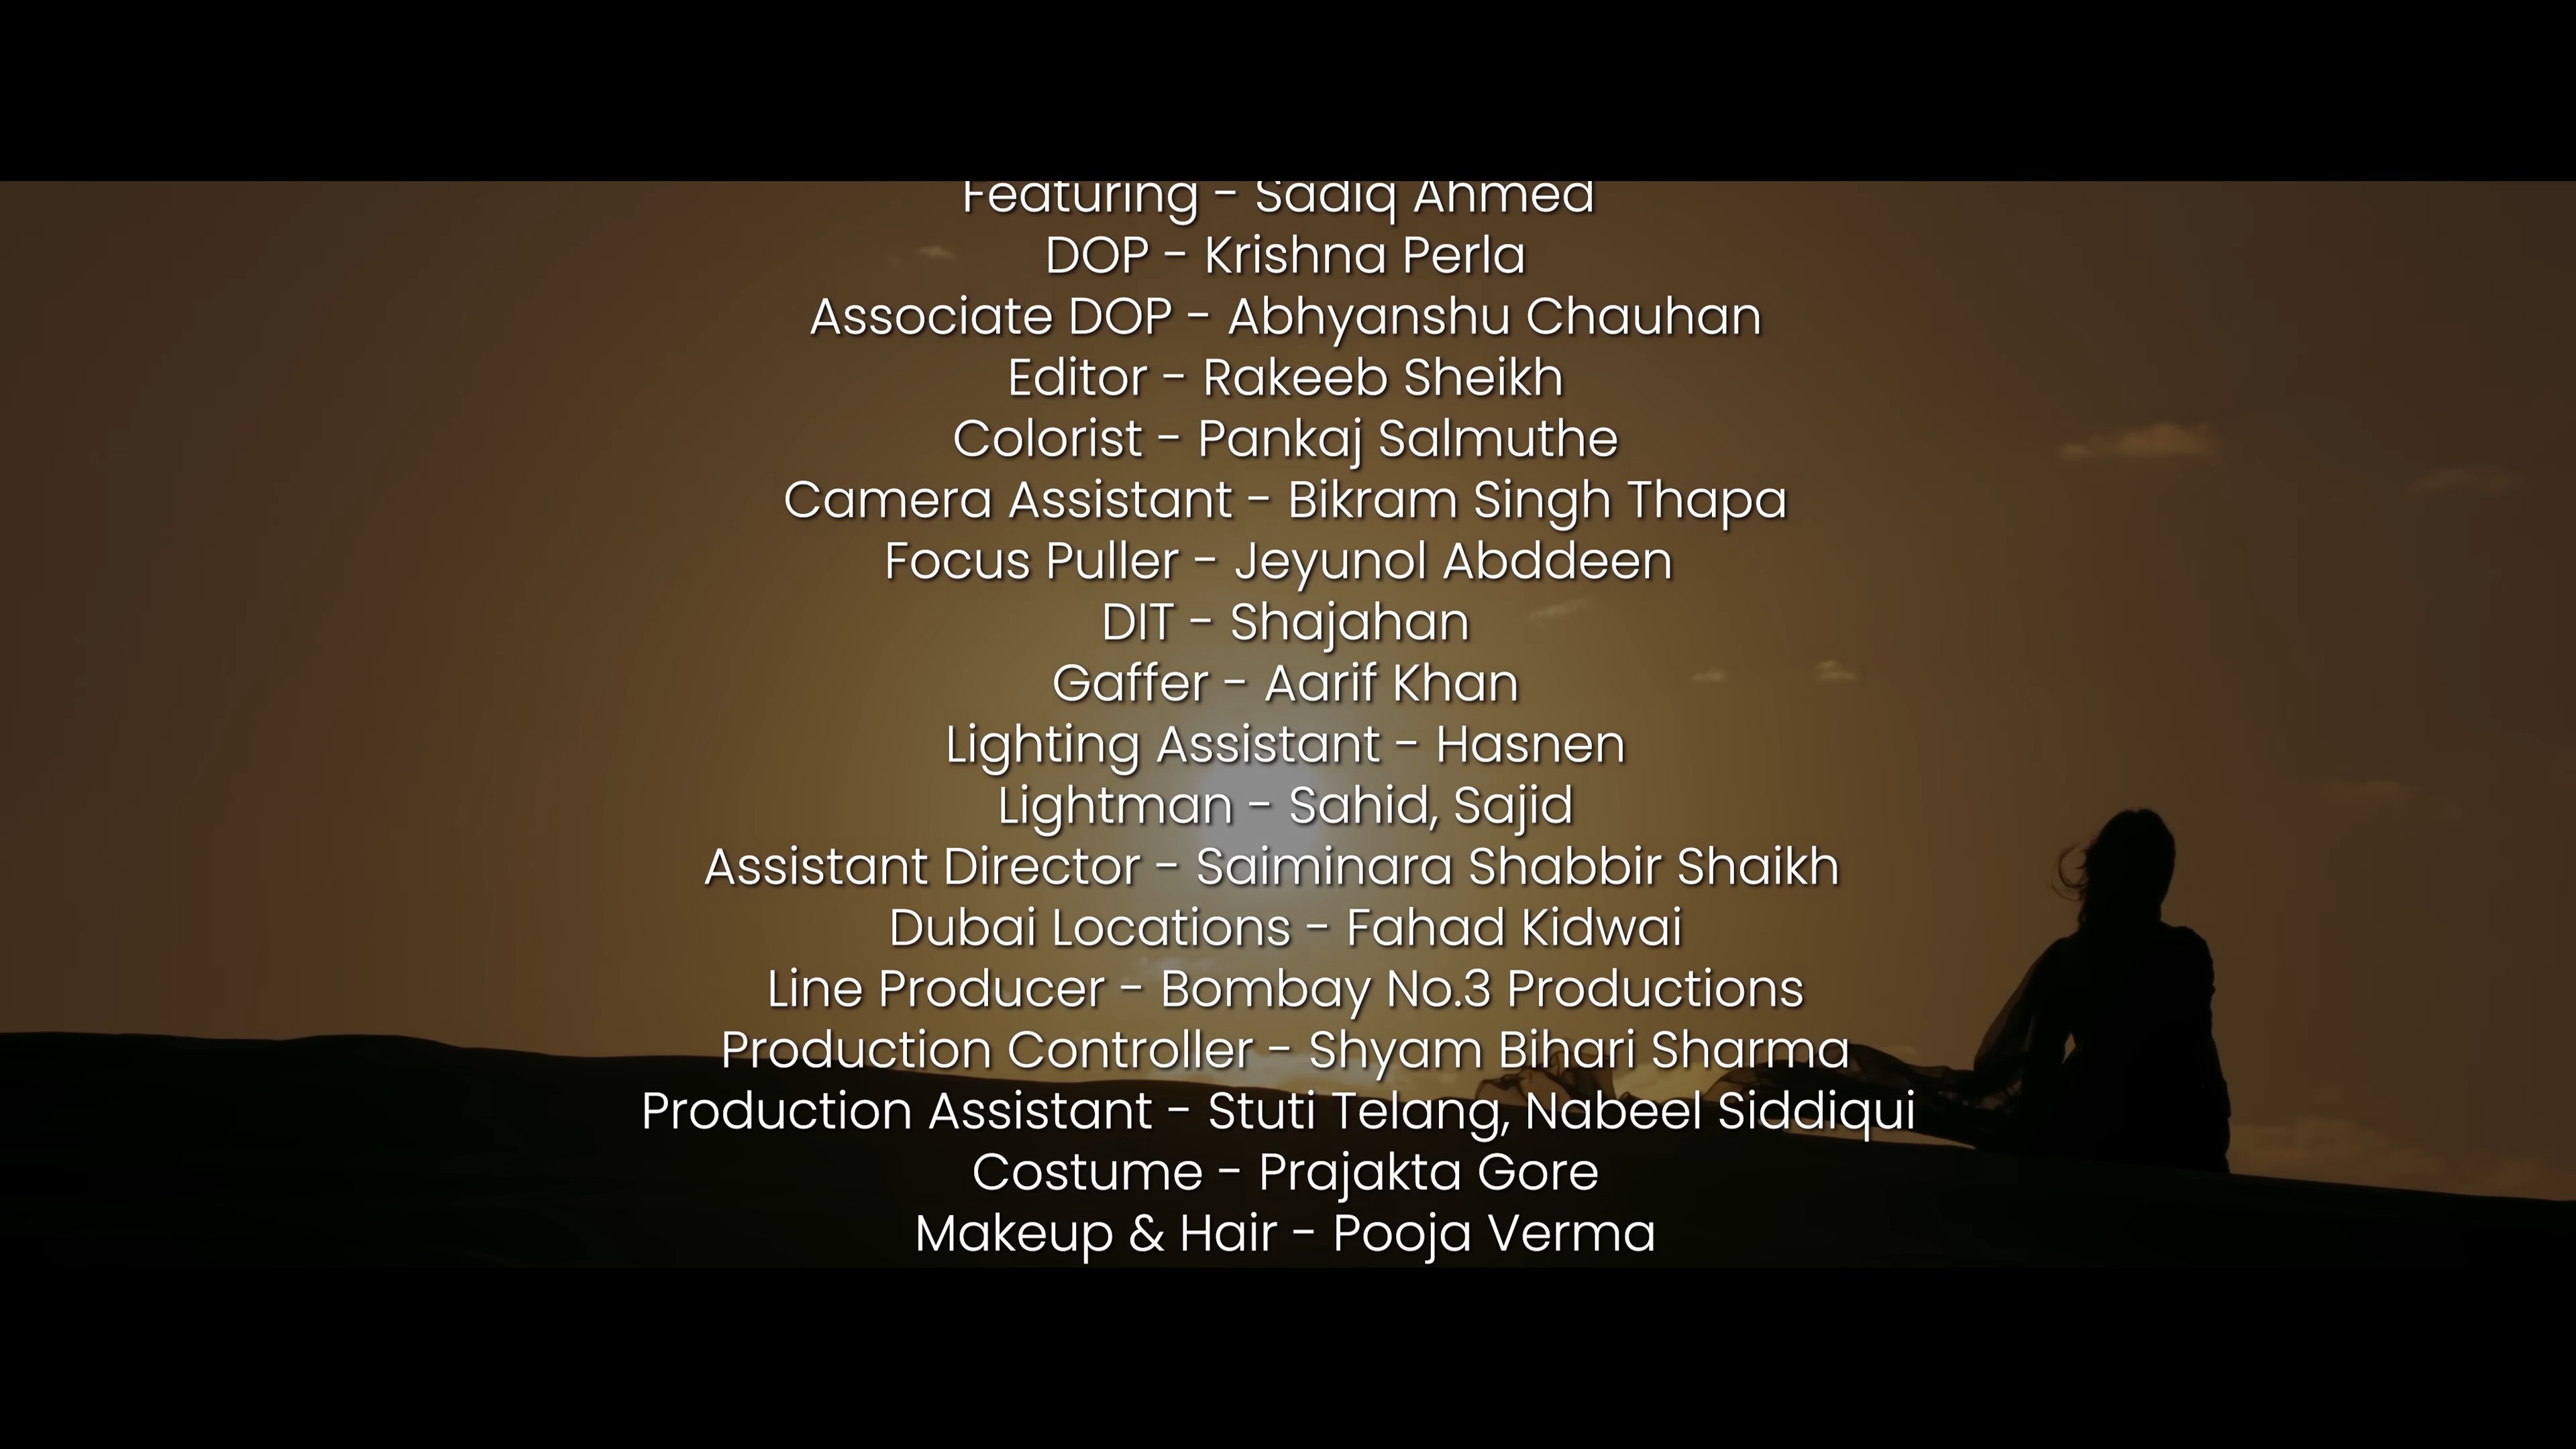 Featuring - Sadiq Ahmed
DOP - Krishna Perla
Associate DOP - Abhyanshu Chauhan
Editor - Rakeeb Sheikh
Colorist - Pankaj Salmuthe
Camera Assistant - Bikram Singh Thapa
Focus Puller - Jeyunol Abddeen
DIT - Shajahan
Gaffer - Aarif Khan
Lighting Assistant - Hasnen
Lightman - Sahid, Sajid
Assistant Director - Saiminara Shabbir Shaikh
Dubai Locations - Fahad Kidwai
Line Producer - Bombay No.3 Productions
Production Controller - Shyam Bihari Sharma
Production Assistant - Stuti Telang, Nabeel Siddiqui
Costume - Prajakta Gore
Makeup & Hair - Pooja Verma